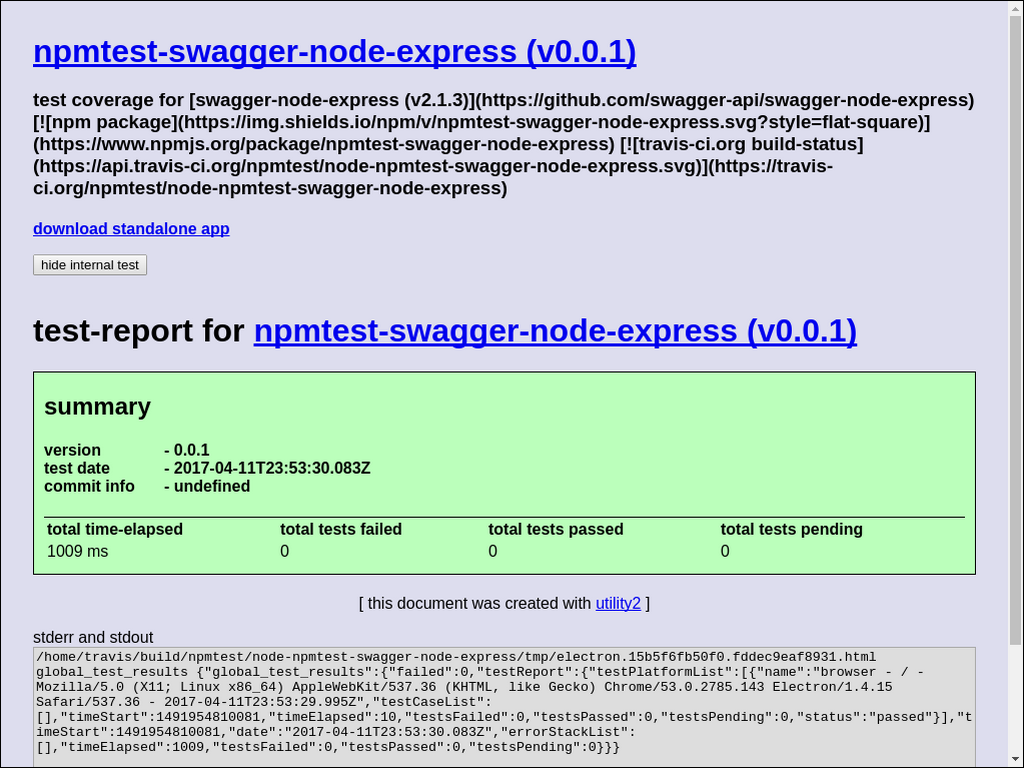 npmtest-swagger-node-express (v0.0.1)
test coverage for [swagger-node-express (v2.1.3)](https://github.com/swagger-api/swagger-node-express)
[![npm package](https://img.shields.io/npm/v/npmtest-swagger-node-express.svg?style=flat-square)]
(https://www.npmjs.org/package/npmtest-swagger-node-express) [![travis-ci.org build-status]
(https://api.travis-ci.org/npmtest/node-npmtest-swagger-node-express.svg)](https://travis-
ci.org/npmtest/node-npmtest-swagger-node-express)
download standalone app
hide internal test
test-report for npmtest-swagger-node-express (v0.0.1)
summary
version - 0.0.1
test date - 2017-04-11T23:53:30.083Z
commit info - undefined
total time-elapsed total tests failed total tests passed total tests pending
1009 ms 0 0 0
[ this document was created with utility2 ]
stderr and stdout
/home/travis/build/npmtest/node-npmtest-swagger-node-express/tmp/electron.15b5f6fb50f0.fddec9eaf8931.html
global_test_results {"global_test_results":{"failed":0,"testReport":{"testPlatformList":[{"name":"browser - / -
Mozilla/5.0 (X11; Linux x86_64) AppleWebKit/537.36 (KHTML, like Gecko) Chrome/53.0.2785.143 Electron/1.4.15
Safari/537.36 - 2017-04-11T23:53:29.995Z","testCaseList":
[],"timeStart":1491954810081,"timeElapsed":10,"testsFailed":0,"testsPassed":0,"testsPending":0,"status":"passed"}],"t
imeStart":1491954810081,"date":"2017-04-11T23:53:30.083Z","errorStackList":
[],"timeElapsed":1009,"testsFailed":0,"testsPassed":0,"testsPending":0}}}